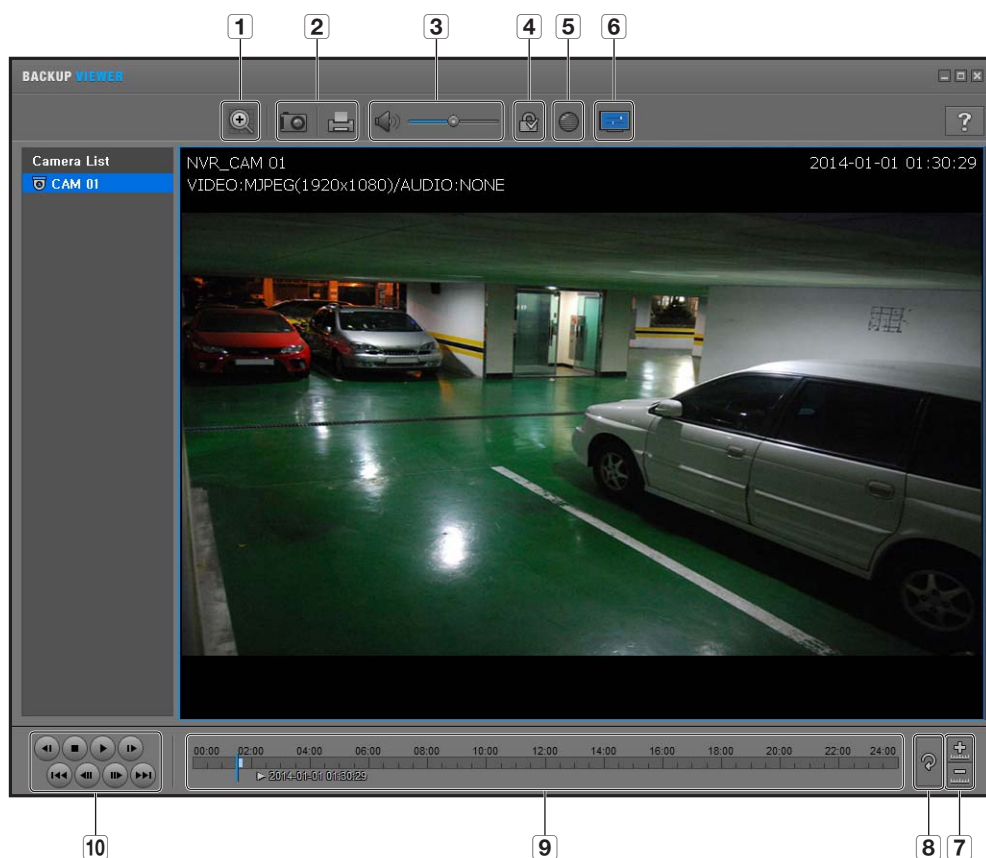 1 2 3 4 5 6
BACKUP VIEWER
?
Camera List
CAM 01
NVR_CAM 01
2014-01-01 01:30:29
VIDEO:MJPEG(1920x1080)/AUDIO:NONE
00:00 02:00 04:00 06:00 08:00 10:00 12:00 14:00 16:00 18:00 20:00 22:00 24:00
2014-01-01 01:30:29
10 9 8 7